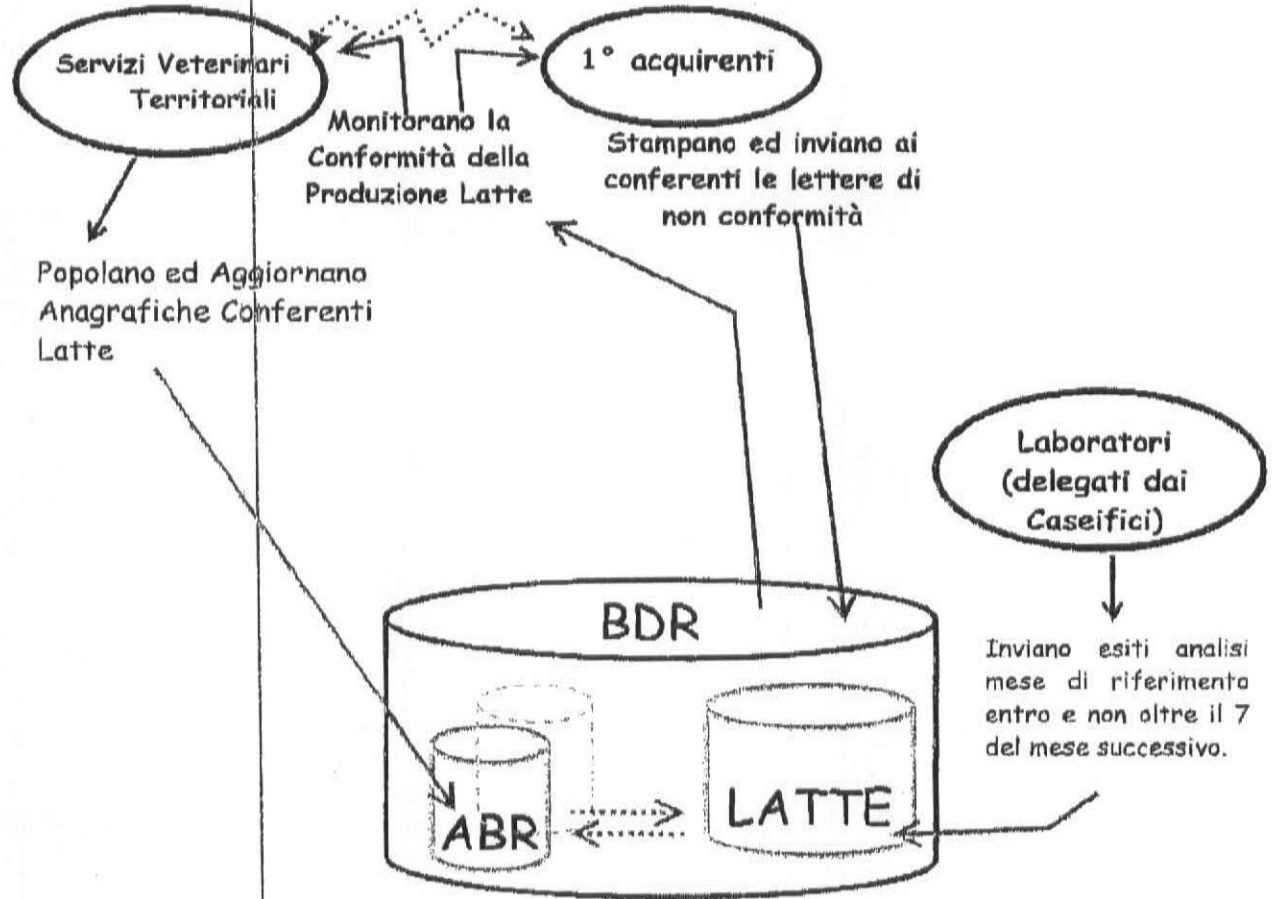 Servizi Veterinari
Territoriali
1° acquirenti
Monitorano la
Conformità della
Produzione Latte
Stampano ed inviano ai
conferenti le lettere di
non conformità
Popolano ed Aggiornano
Anagrafiche Conferenti
Latte
Laboratori
(delegati dai
Caseifici)
Inviano esiti analisi
mese di riferimento
entro e non oltre il 7
del mese successivo.
BDR
ABR
LATTE